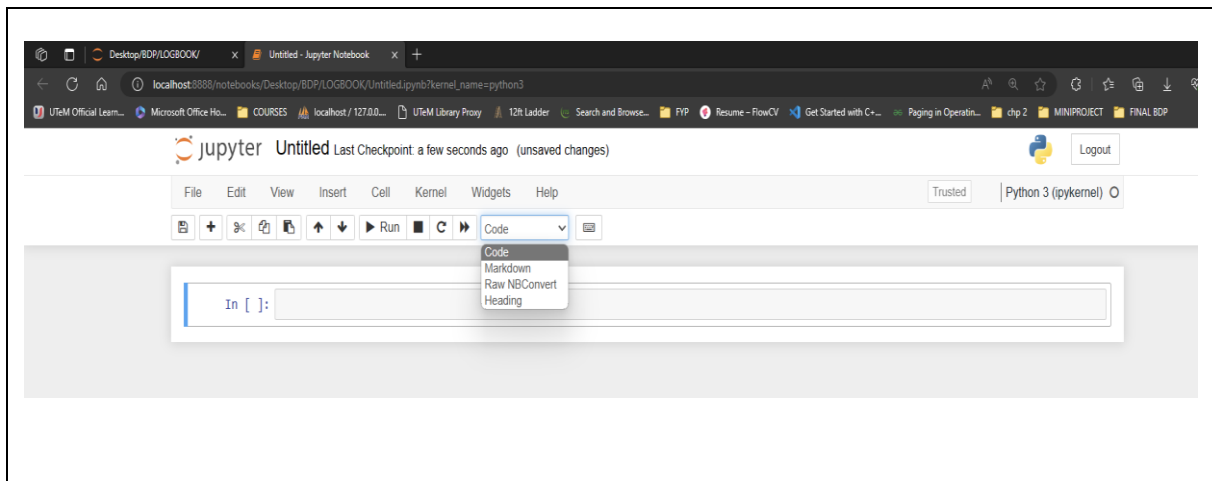 Desktop/BDP/LOGBOOK/ X Untitled - Jupyter Notebook X +
localhost:8888/notebooks/Desktop/BDP/LOGBOOK/Untitled.ipynb?kernel_name=python3
UTeM Official Learn... Microsoft Office Ho... COURSES localhost / 127.0.0.... UTeM Library Proxy 12ft Ladder Search and Browse... FYP Resume – FlowCV Get Started with C+... Paging in Operatin... chp 2 MINIPROJECT FINAL BDP
jupyter Untitled Last Checkpoint: a few seconds ago (unsaved changes) Logout
File Edit View Insert Cell Kernel Widgets Help Trusted Python 3 (ipykernel)
Run Code
Code
Markdown
Raw NBConvert
Heading
In [ ]: